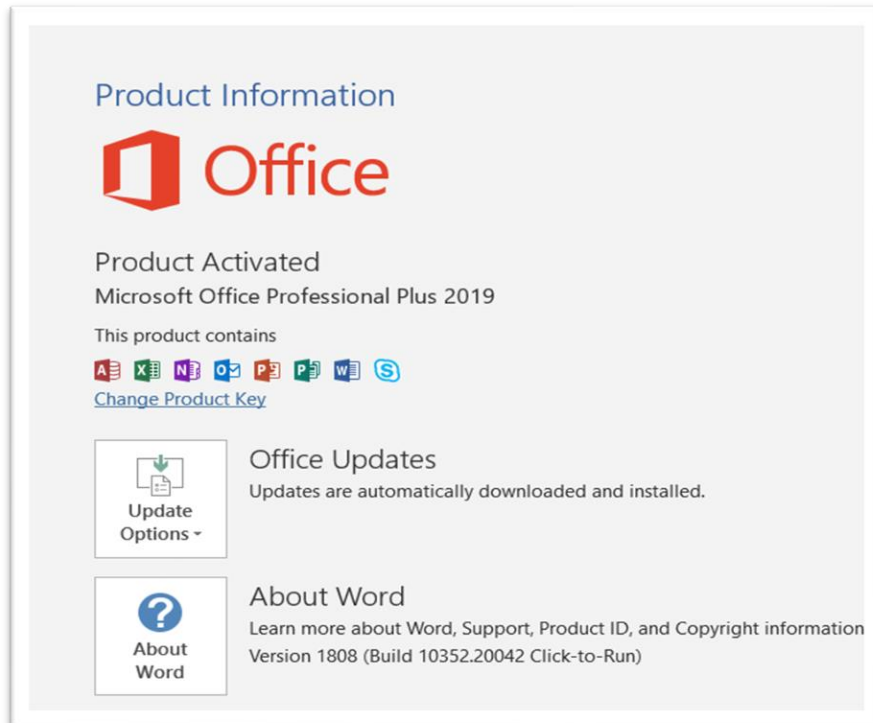 Product Information
Office
Product Activated
Microsoft Office Professional Plus 2019
This product contains
A X N O P P W S
Change Product Key
Office Updates
Updates are automatically downloaded and installed.
Update
Options
About Word
Learn more about Word, Support, Product ID, and Copyright information
Version 1808 (Build 10352.20042 Click-to-Run)
About
Word